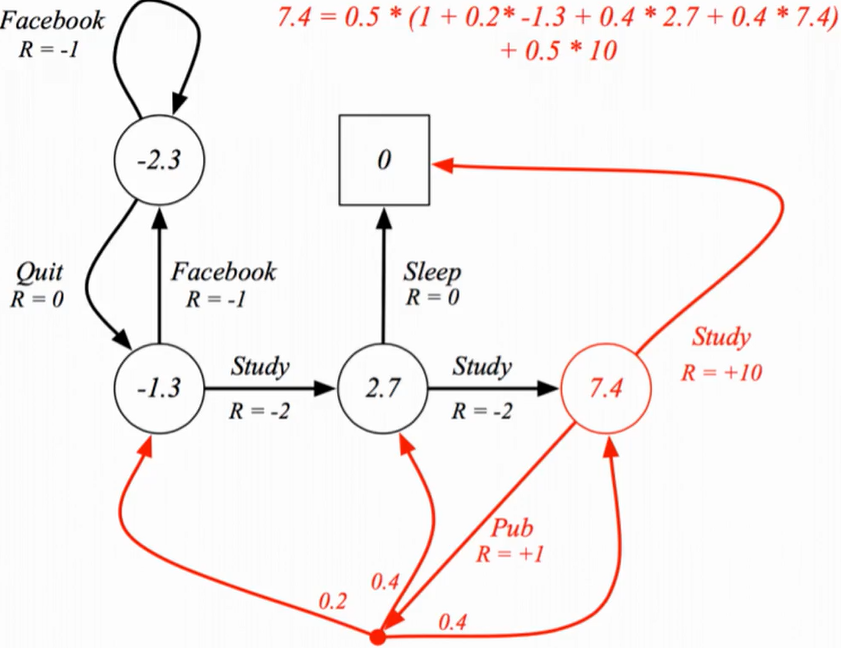 Facebook
R = -1
7.4 = 0.5 * (1 + 0.2* -1.3 + 0.4 * 2.7 + 0.4 * 7.4)
+ 0.5 * 10
-2.3
0
Quit
R = 0
Facebook
R = -1
Sleep
R = 0
Study
R = +10
-1.3
Study
R = -2
2.7
Study
R = -2
7.4
Pub
R = +1
0.2
0.4
0.4